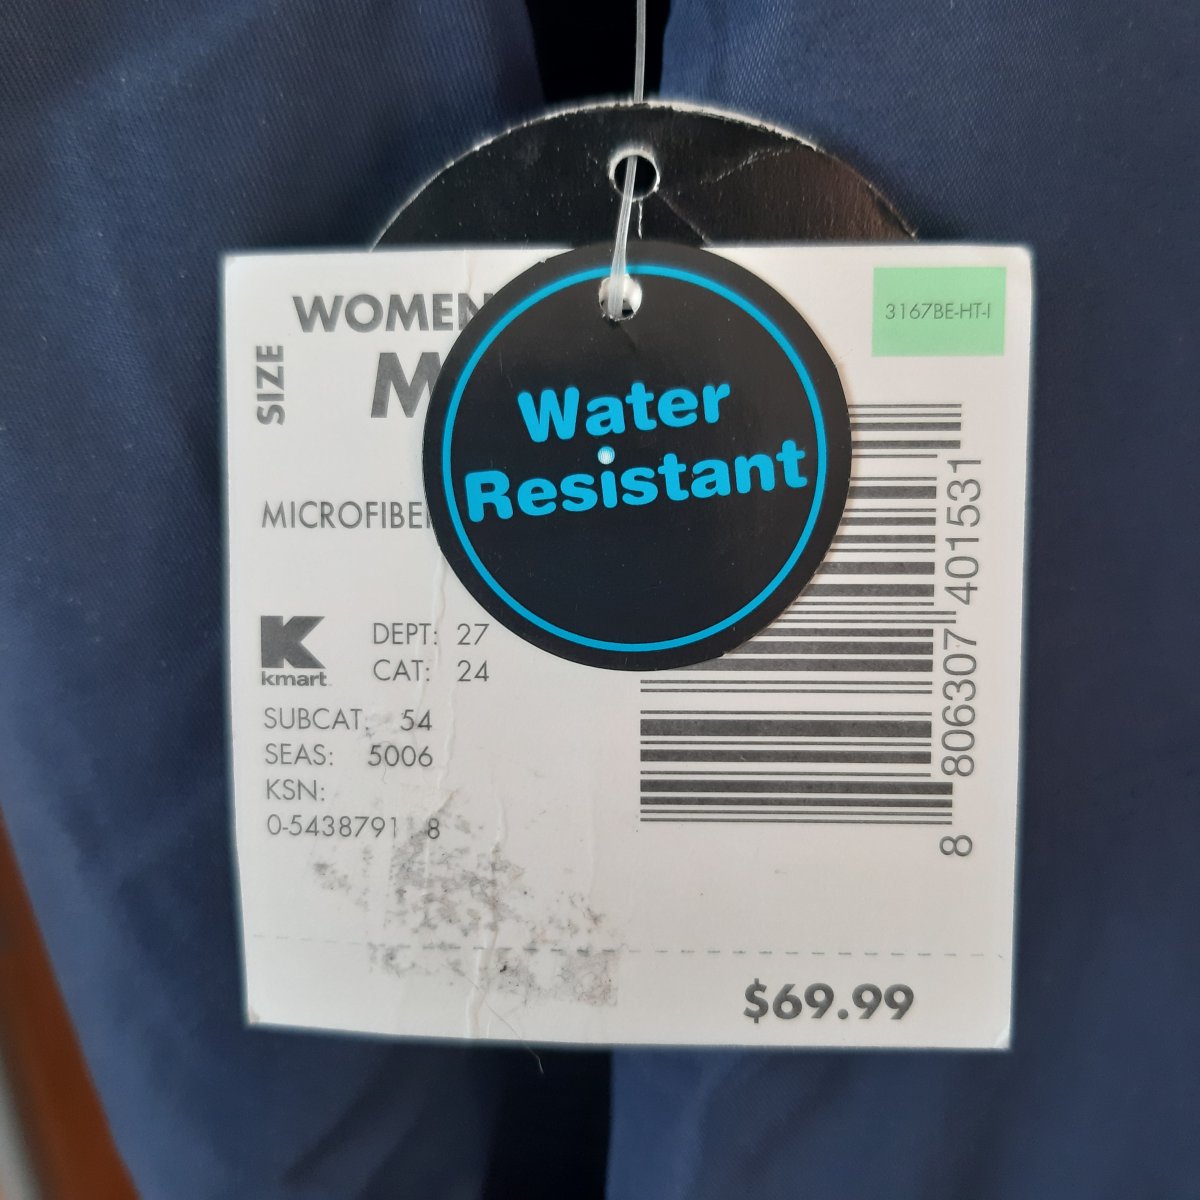 WOMEN
3167BE-HT-I
SIZE
M
Water
Resistant
MICROFIBE
K
kmart
DEPT: 27
CAT: 24
SUBCAT: 54
SEAS: 5006
KSN:
0-5438791 8
8 806307 401531
$69.99